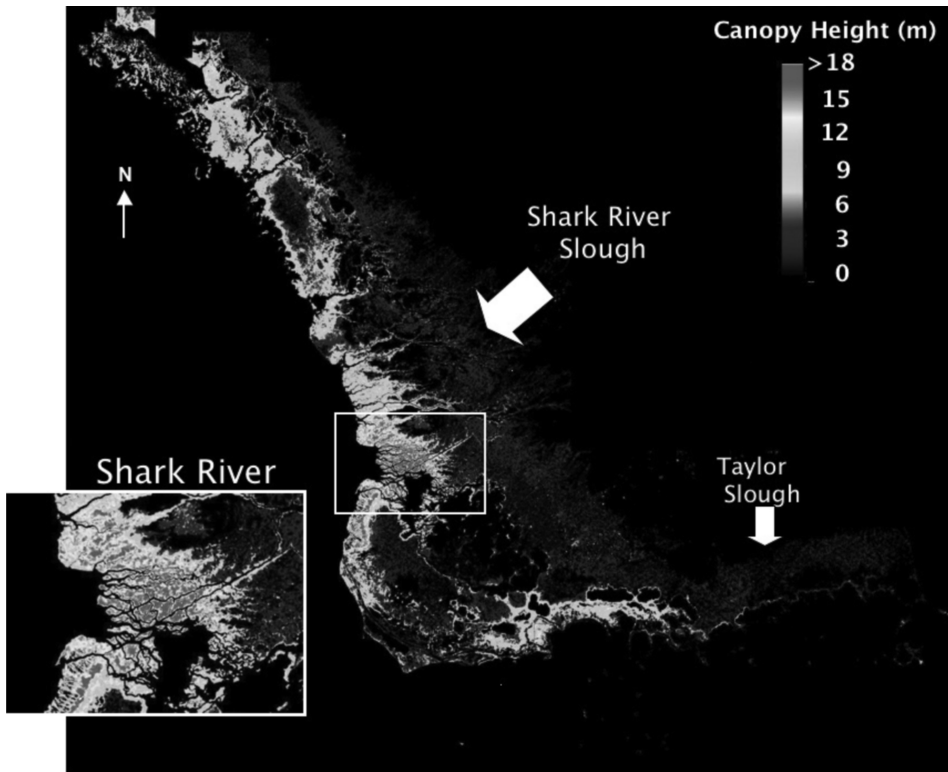 Canopy Height (m)
>18
15
12
9
6
3
0
N
Shark River
Slough
Taylor
Slough
Shark River